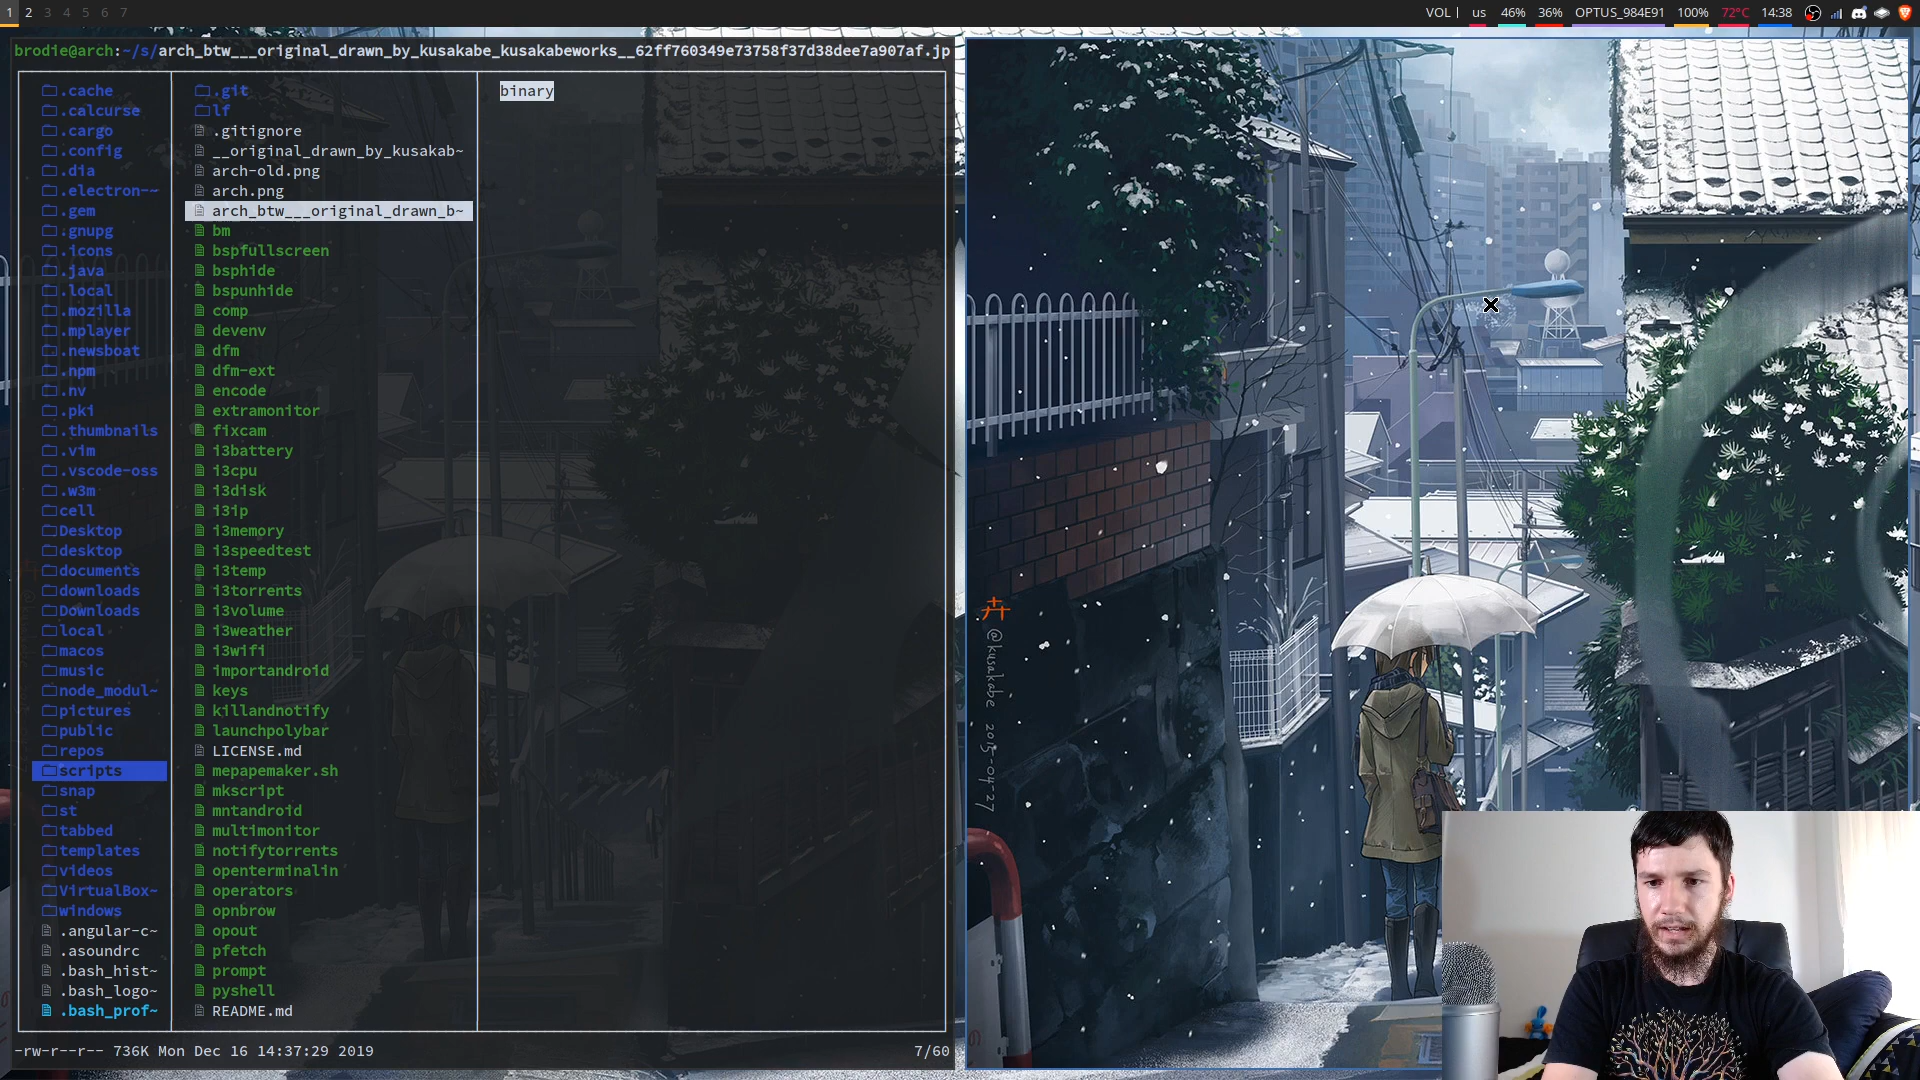 1 2 3 4 5 6 7
VOL | us 46% 36% OPTUS_984E91 100% 72°C 14:38
brodie@arch:~/s/arch_btw___original_drawn_by_kusakabe_kusakabeworks__62ff760349e73758f37d38dee7a907af.jp
.cache
.calcurse
.cargo
.config
.dia
.electron-~
.gem
.gnupg
.icons
.java
.local
.mozilla
.mplayer
.newsboat
.npm
.nv
.pki
.thumbnails
.vim
.vscode-oss
.w3m
cell
Desktop
desktop
documents
downloads
Downloads
local
macos
music
node_modul~
pictures
public
repos
scripts
snap
st
tabbed
templates
videos
VirtualBox~
windows
.angular-c~
.asoundrc
.bash_hist~
.bash_logo~
.bash_prof~
.git
lf
.gitignore
__original_drawn_by_kusakab~
arch-old.png
arch.png
arch_btw___original_drawn_b~
bm
bspfullscreen
bsphide
bspunhide
comp
devenv
dfm
dfm-ext
encode
extramonitor
fixcam
i3battery
i3cpu
i3disk
i3ip
i3memory
i3speedtest
i3temp
i3torrents
i3volume
i3weather
i3wifi
importandroid
keys
killandnotify
launchpolybar
LICENSE.md
mepapemaker.sh
mkscript
mntandroid
multimonitor
notifytorrents
openterminalin
operators
opnbrow
opout
pfetch
prompt
pyshell
README.md
binary
-rw-r--r-- 736K Mon Dec 16 14:37:29 2019
7/60
@kusakabe 2015-04-27